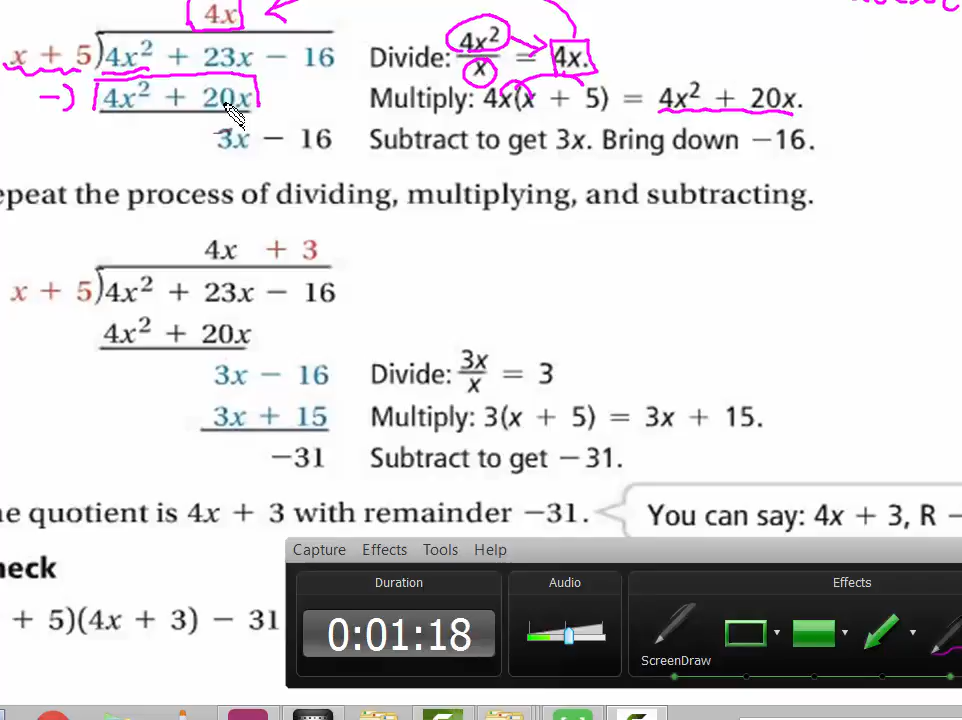 4x
x + 5)4x² + 23x − 16 Divide: 4x²/x = 4x.
−) 4x² + 20x Multiply: 4x(x + 5) = 4x² + 20x.
3x − 16 Subtract to get 3x. Bring down −16.
epeat the process of dividing, multiplying, and subtracting.
4x + 3
x + 5)4x² + 23x − 16
4x² + 20x
3x − 16 Divide: 3x/x = 3
3x + 15 Multiply: 3(x + 5) = 3x + 15.
−31 Subtract to get −31.
he quotient is 4x + 3 with remainder −31. You can say: 4x + 3, R −
heck
+ 5)(4x + 3) − 31
Capture Effects Tools Help
Duration Audio Effects
0:01:18
ScreenDraw